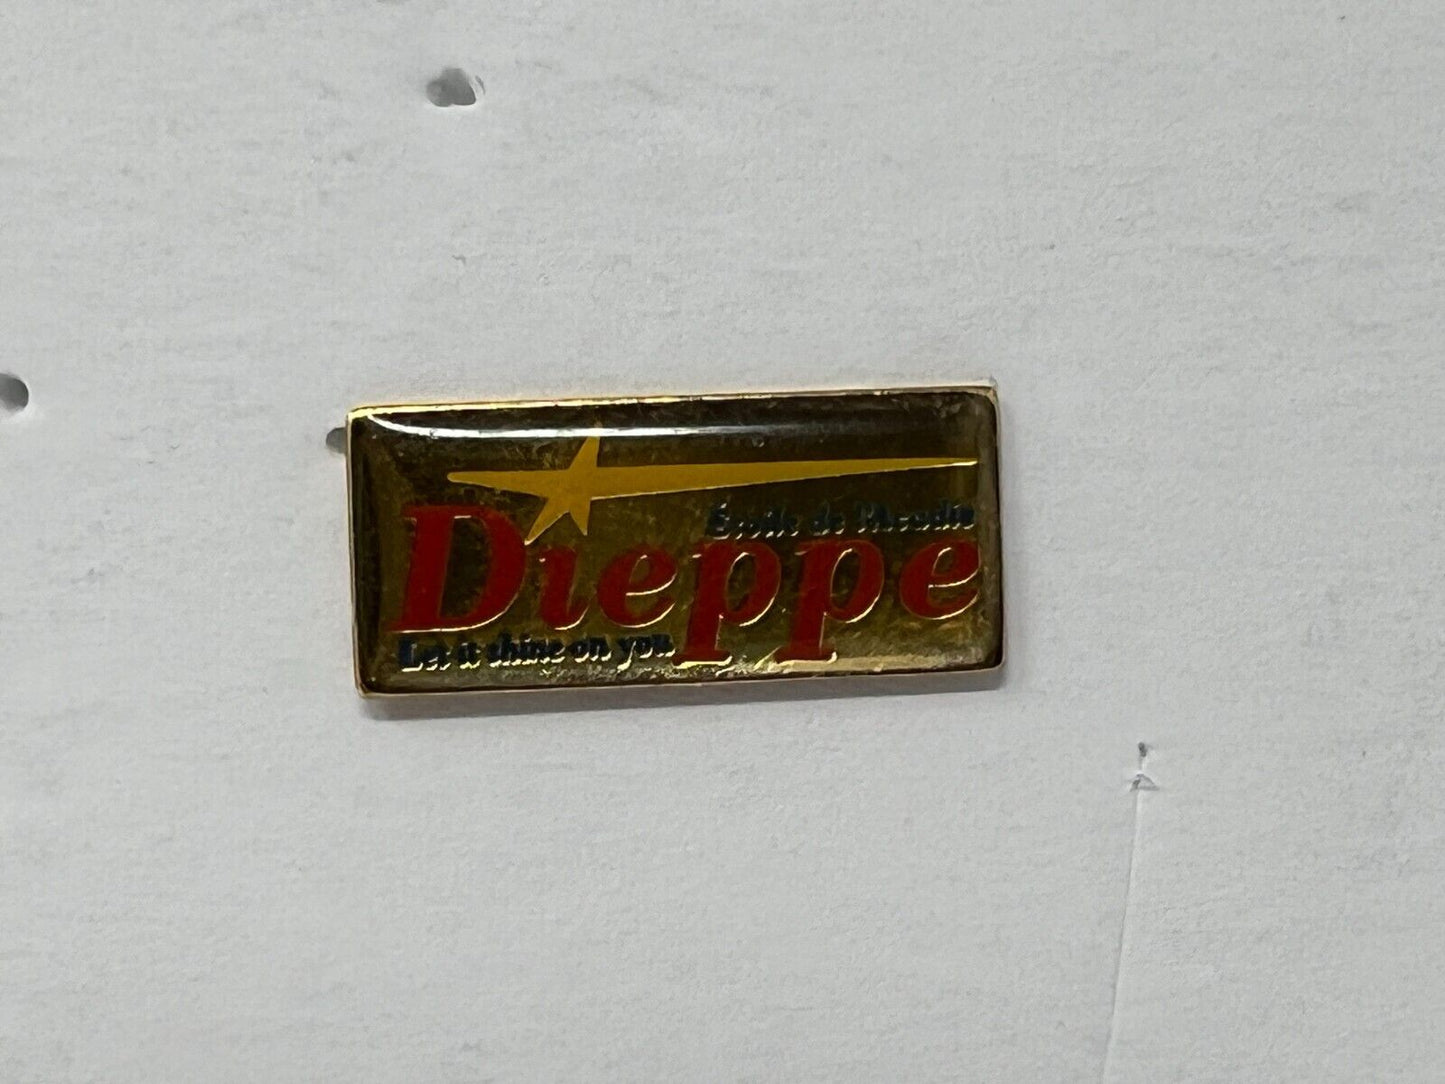 Étoile de l'Acadie
Dieppe
Let it shine on you